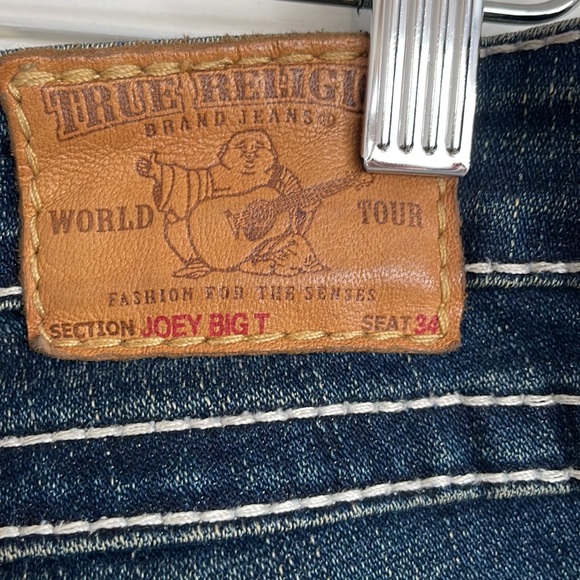 TRUE RELIGI
BRAND JEANS®
WORLD TOUR
FASHION FOR THE SENSES
SECTION JOEY BIG T SEAT 34